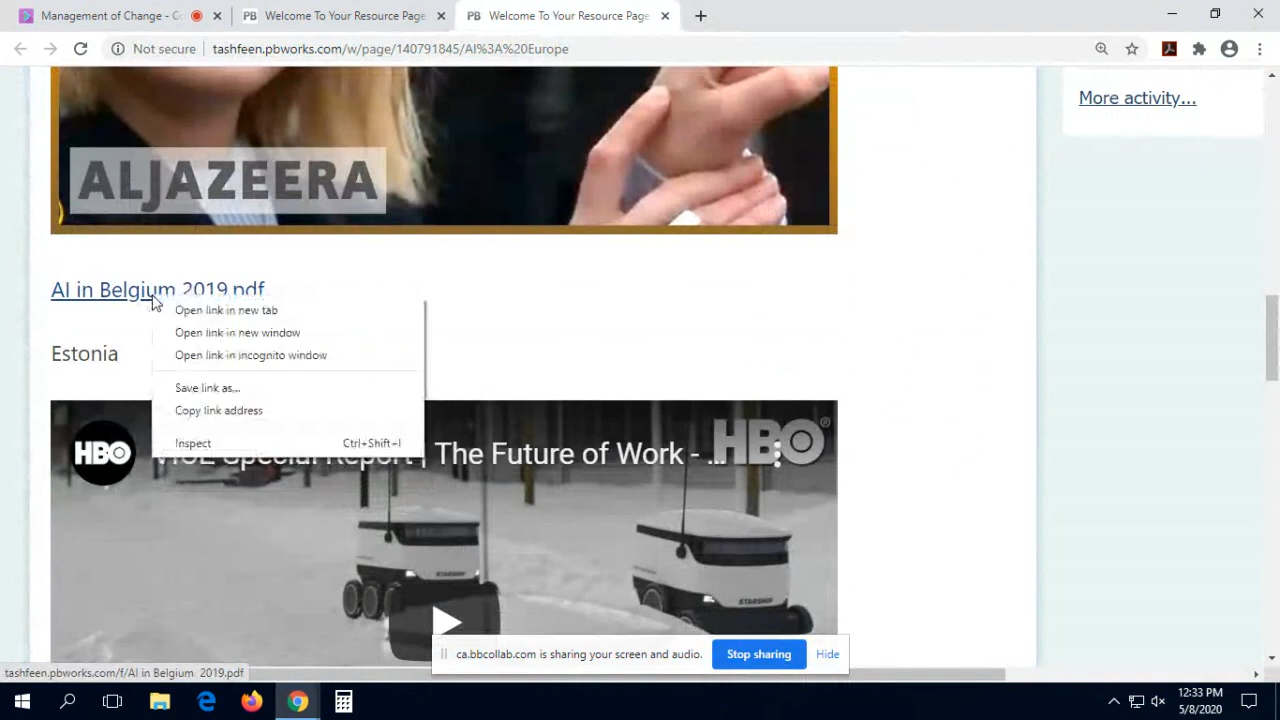 Management of Change - Co
Welcome To Your Resource Page
Welcome To Your Resource Page
Not secure
tashfeen.pbworks.com/w/page/140791845/AI%3A%20Europe
More activity...
ALJAZEERA
AI in Belgium 2019.pdf
Open link in new tab
Open link in new window
Open link in incognito window
Save link as...
Copy link address
Inspect Ctrl+Shift+I
Estonia
HBO
VICE Special Report | The Future of Work - ...
HBO®
STARSHIP
STARSHIP
ca.bbcollab.com is sharing your screen and audio.
Stop sharing
Hide
tashfeen.pbworks.com/f/AI in Belgium 2019.pdf
12:33 PM
5/8/2020